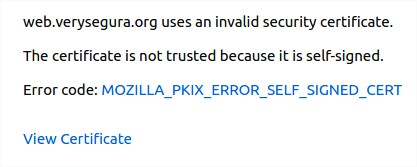 web.verysegura.org uses an invalid security certificate.
The certificate is not trusted because it is self-signed.
Error code: MOZILLA_PKIX_ERROR_SELF_SIGNED_CERT
View Certificate